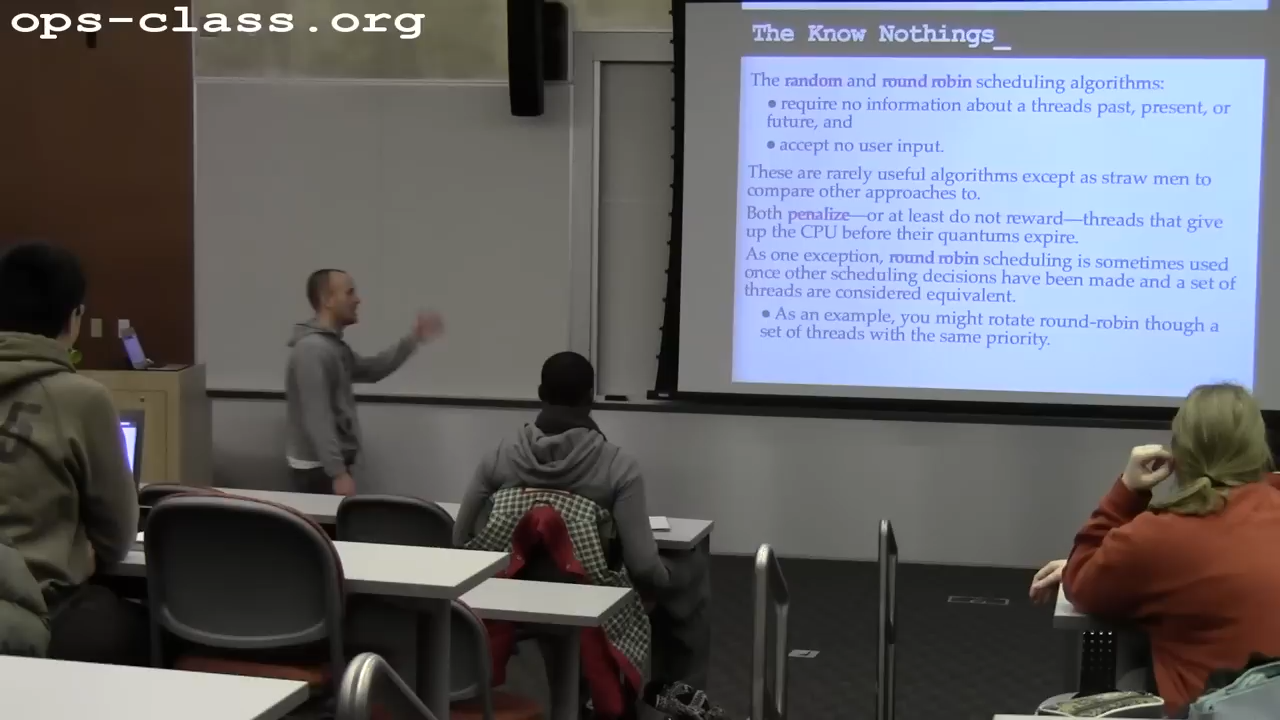 ops-class.org
The Know Nothings_
The random and round robin scheduling algorithms:
● require no information about a threads past, present, or
future, and
● accept no user input.
These are rarely useful algorithms except as straw men to
compare other approaches to.
Both penalize—or at least do not reward—threads that give
up the CPU before their quantums expire.
As one exception, round robin scheduling is sometimes used
once other scheduling decisions have been made and a set of
threads are considered equivalent.
● As an example, you might rotate round-robin though a
set of threads with the same priority.
5